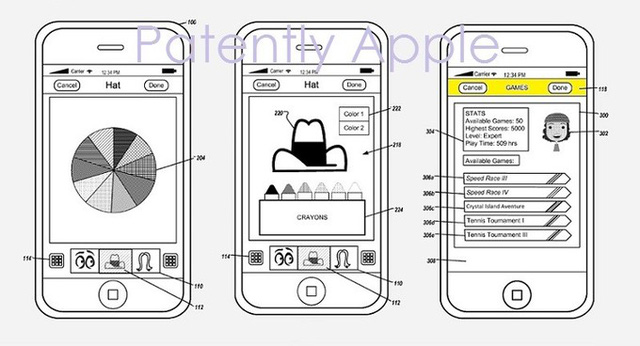 Patently Apple
100
Carrier 12:34 PM
Cancel Hat Done
204
114
110
112
Carrier 12:34 PM
Cancel Hat Done
220
Color 1
222
Color 2
218
CRAYONS
224
114
110
112
Carrier 12:34 PM
Cancel GAMES Done
118
300
STATS
Available Games: 50
Highest Scores: 5000
Level: Expert
Play Time: 509 hrs
304
302
Available Games:
306a Speed Race III
306b Speed Race IV
306c Crystal Island Aventure
306d Tennis Tournament I
306e Tennis Tournament III
308